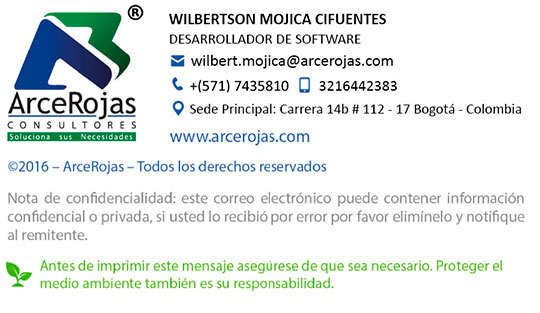 ®
ArceRojas
CONSULTORES
Soluciona sus Necesidades
WILBERTSON MOJICA CIFUENTES
DESARROLLADOR DE SOFTWARE
wilbert.mojica@arcerojas.com
+(571) 7435810 3216442383
Sede Principal: Carrera 14b # 112 - 17 Bogotá - Colombia
www.arcerojas.com
©2016 – ArceRojas – Todos los derechos reservados
Nota de confidencialidad: este correo electrónico puede contener información
confidencial o privada, si usted lo recibió por error por favor elimínelo y notifique
al remitente.
Antes de imprimir este mensaje asegúrese de que sea necesario. Proteger el
medio ambiente también es su responsabilidad.